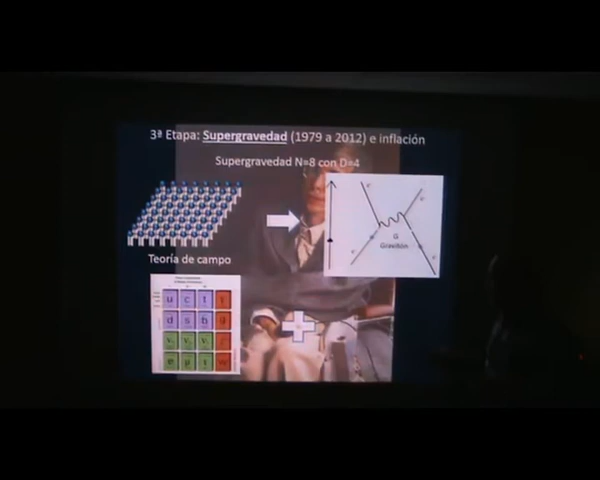 3ª Etapa: Supergravedad (1979 a 2012) e inflación
Supergravedad N=8 con D=4
G
Gravitón
Teoría de campo
u c t
d s b g
e μ τ